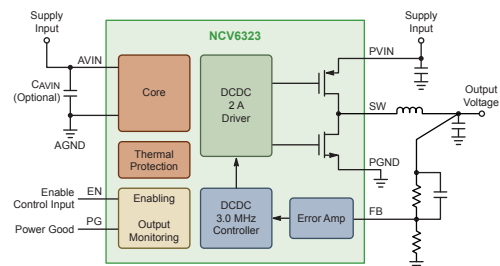 Supply
Input
AVIN
CAVIN
(Optional)
AGND
Enable
Control Input
EN
Power Good
PG
NCV6323
Core
Thermal
Protection
Enabling
Output
Monitoring
DCDC
2 A
Driver
DCDC
3.0 MHz
Controller
Error Amp
Supply
Input
PVIN
SW
Output
Voltage
PGND
FB